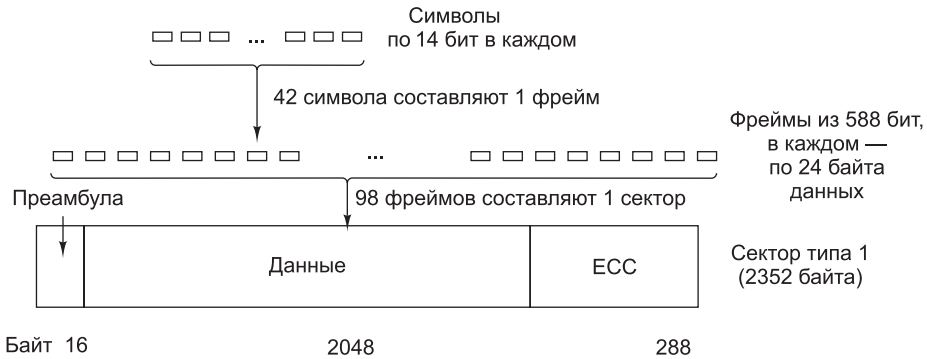 Символы
по 14 бит в каждом
...
42 символа составляют 1 фрейм
Фреймы из 588 бит,
в каждом —
по 24 байта
данных
...
Преамбула
98 фреймов составляют 1 сектор
Данные
ECC
Сектор типа 1
(2352 байта)
Байт 16
2048
288